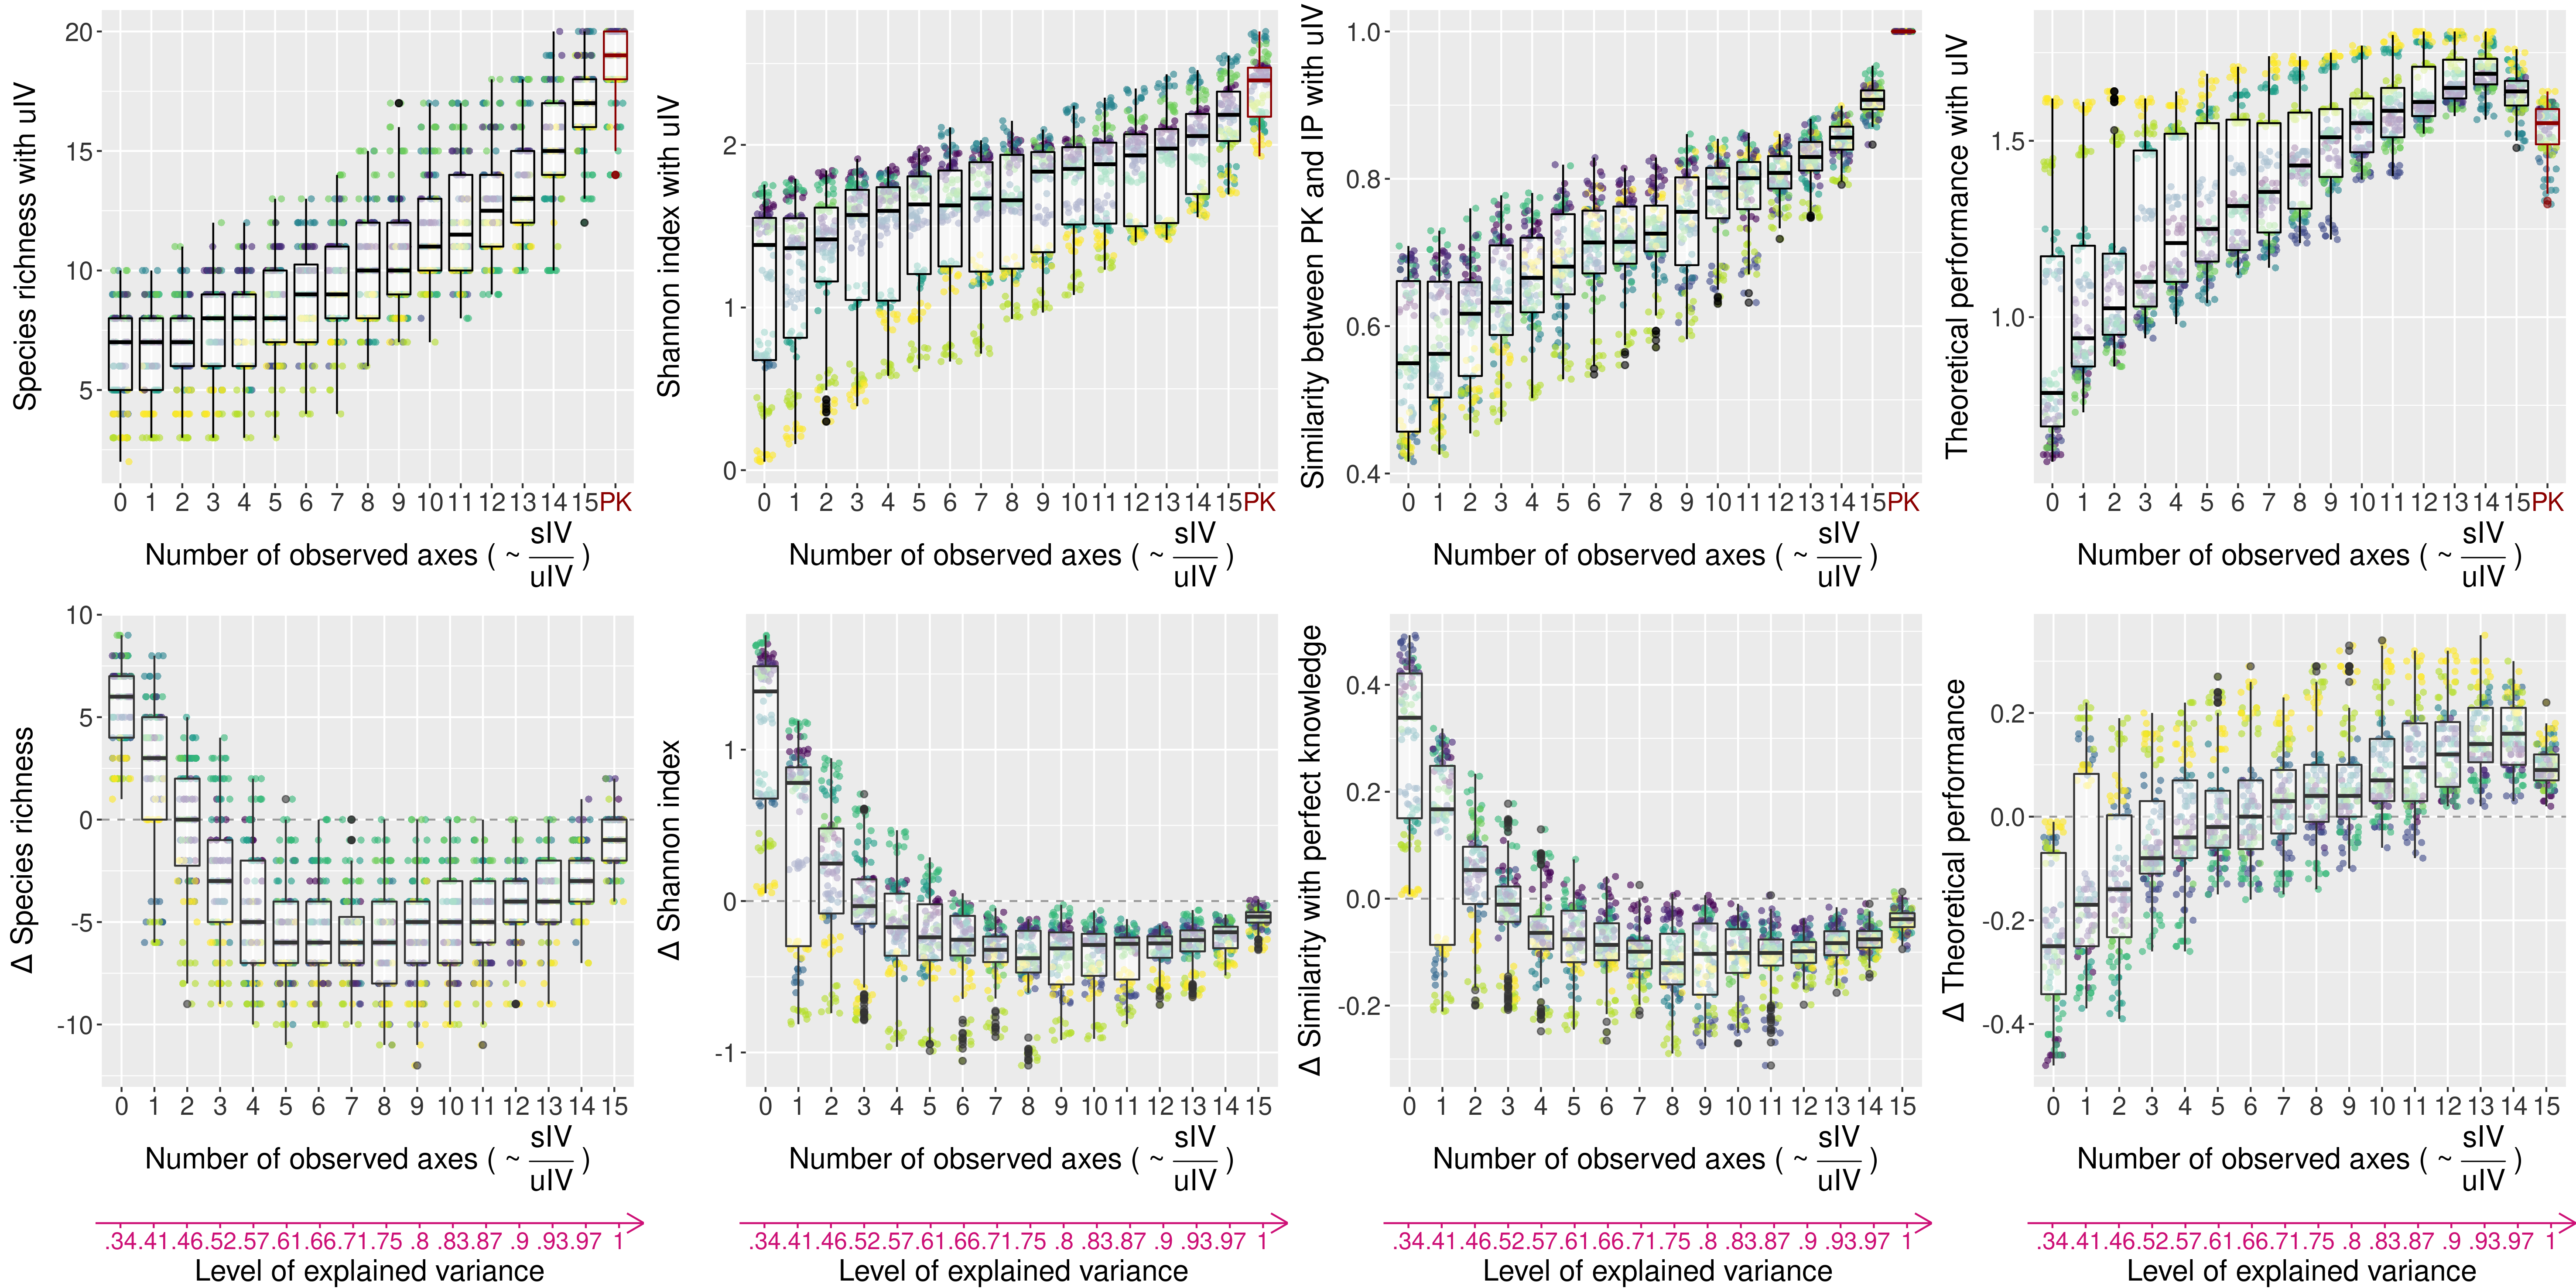 Species richness with uIV
20
15
10
5
0 1 2 3 4 5 6 7 8 9 10 11 12 13 14 15 PK
Number of observed axes ( ~ sIV
uIV )
Shannon index with uIV
2
1
0
0 1 2 3 4 5 6 7 8 9 10 11 12 13 14 15 PK
Number of observed axes ( ~ sIV
uIV )
Similarity between PK and IP with uIV
1.0
0.8
0.6
0.4
0 1 2 3 4 5 6 7 8 9 10 11 12 13 14 15 PK
Number of observed axes ( ~ sIV
uIV )
Theoretical performance with uIV
1.5
1.0
0 1 2 3 4 5 6 7 8 9 10 11 12 13 14 15 PK
Number of observed axes ( ~ sIV
uIV )
Δ Species richness
10
5
0
-5
-10
0 1 2 3 4 5 6 7 8 9 10 11 12 13 14 15
Number of observed axes ( ~ sIV
uIV )
.34 .41 .46 .52 .57 .61 .66 .71 .75 .8 .83 .87 .9 .93 .97 1
Level of explained variance
Δ Shannon index
1
0
-1
0 1 2 3 4 5 6 7 8 9 10 11 12 13 14 15
Number of observed axes ( ~ sIV
uIV )
.34 .41 .46 .52 .57 .61 .66 .71 .75 .8 .83 .87 .9 .93 .97 1
Level of explained variance
Δ Similarity with perfect knowledge
0.4
0.2
0.0
-0.2
0 1 2 3 4 5 6 7 8 9 10 11 12 13 14 15
Number of observed axes ( ~ sIV
uIV )
.34 .41 .46 .52 .57 .61 .66 .71 .75 .8 .83 .87 .9 .93 .97 1
Level of explained variance
Δ Theoretical performance
0.2
0.0
-0.2
-0.4
0 1 2 3 4 5 6 7 8 9 10 11 12 13 14 15
Number of observed axes ( ~ sIV
uIV )
.34 .41 .46 .52 .57 .61 .66 .71 .75 .8 .83 .87 .9 .93 .97 1
Level of explained variance